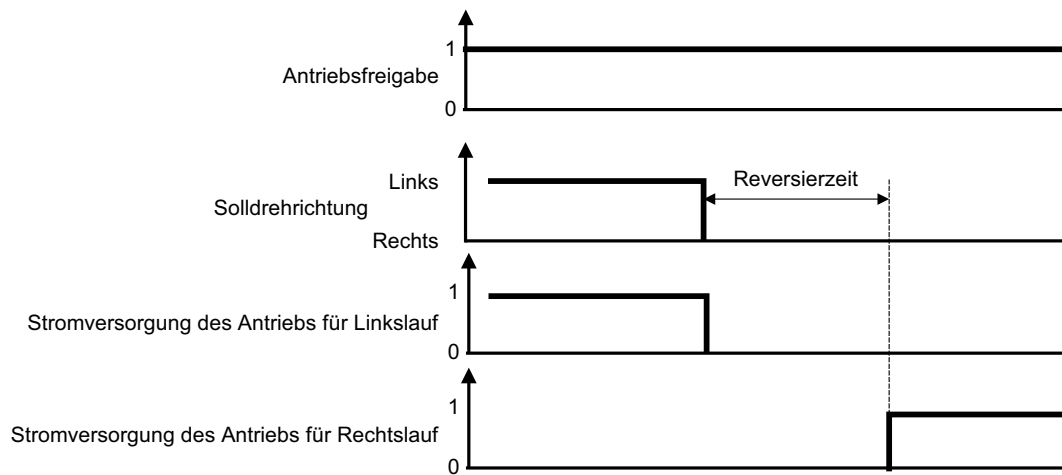 1
Antriebsfreigabe
0
Links
Reversierzeit
Solldrehrichtung
Rechts
1
Stromversorgung des Antriebs für Linkslauf
0
1
Stromversorgung des Antriebs für Rechtslauf
0